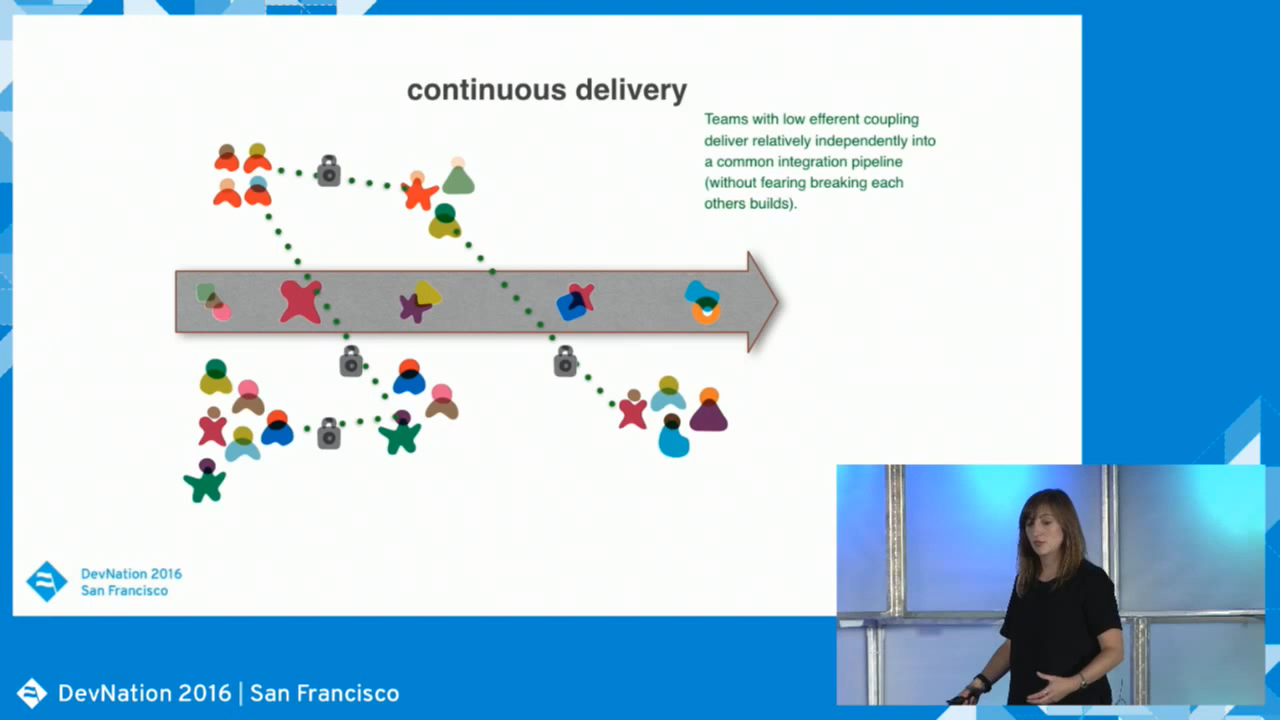 continuous delivery
Teams with low efferent coupling
deliver relatively independently into
a common integration pipeline
(without fearing breaking each
others builds).
DevNation 2016
San Francisco
DevNation 2016 | San Francisco